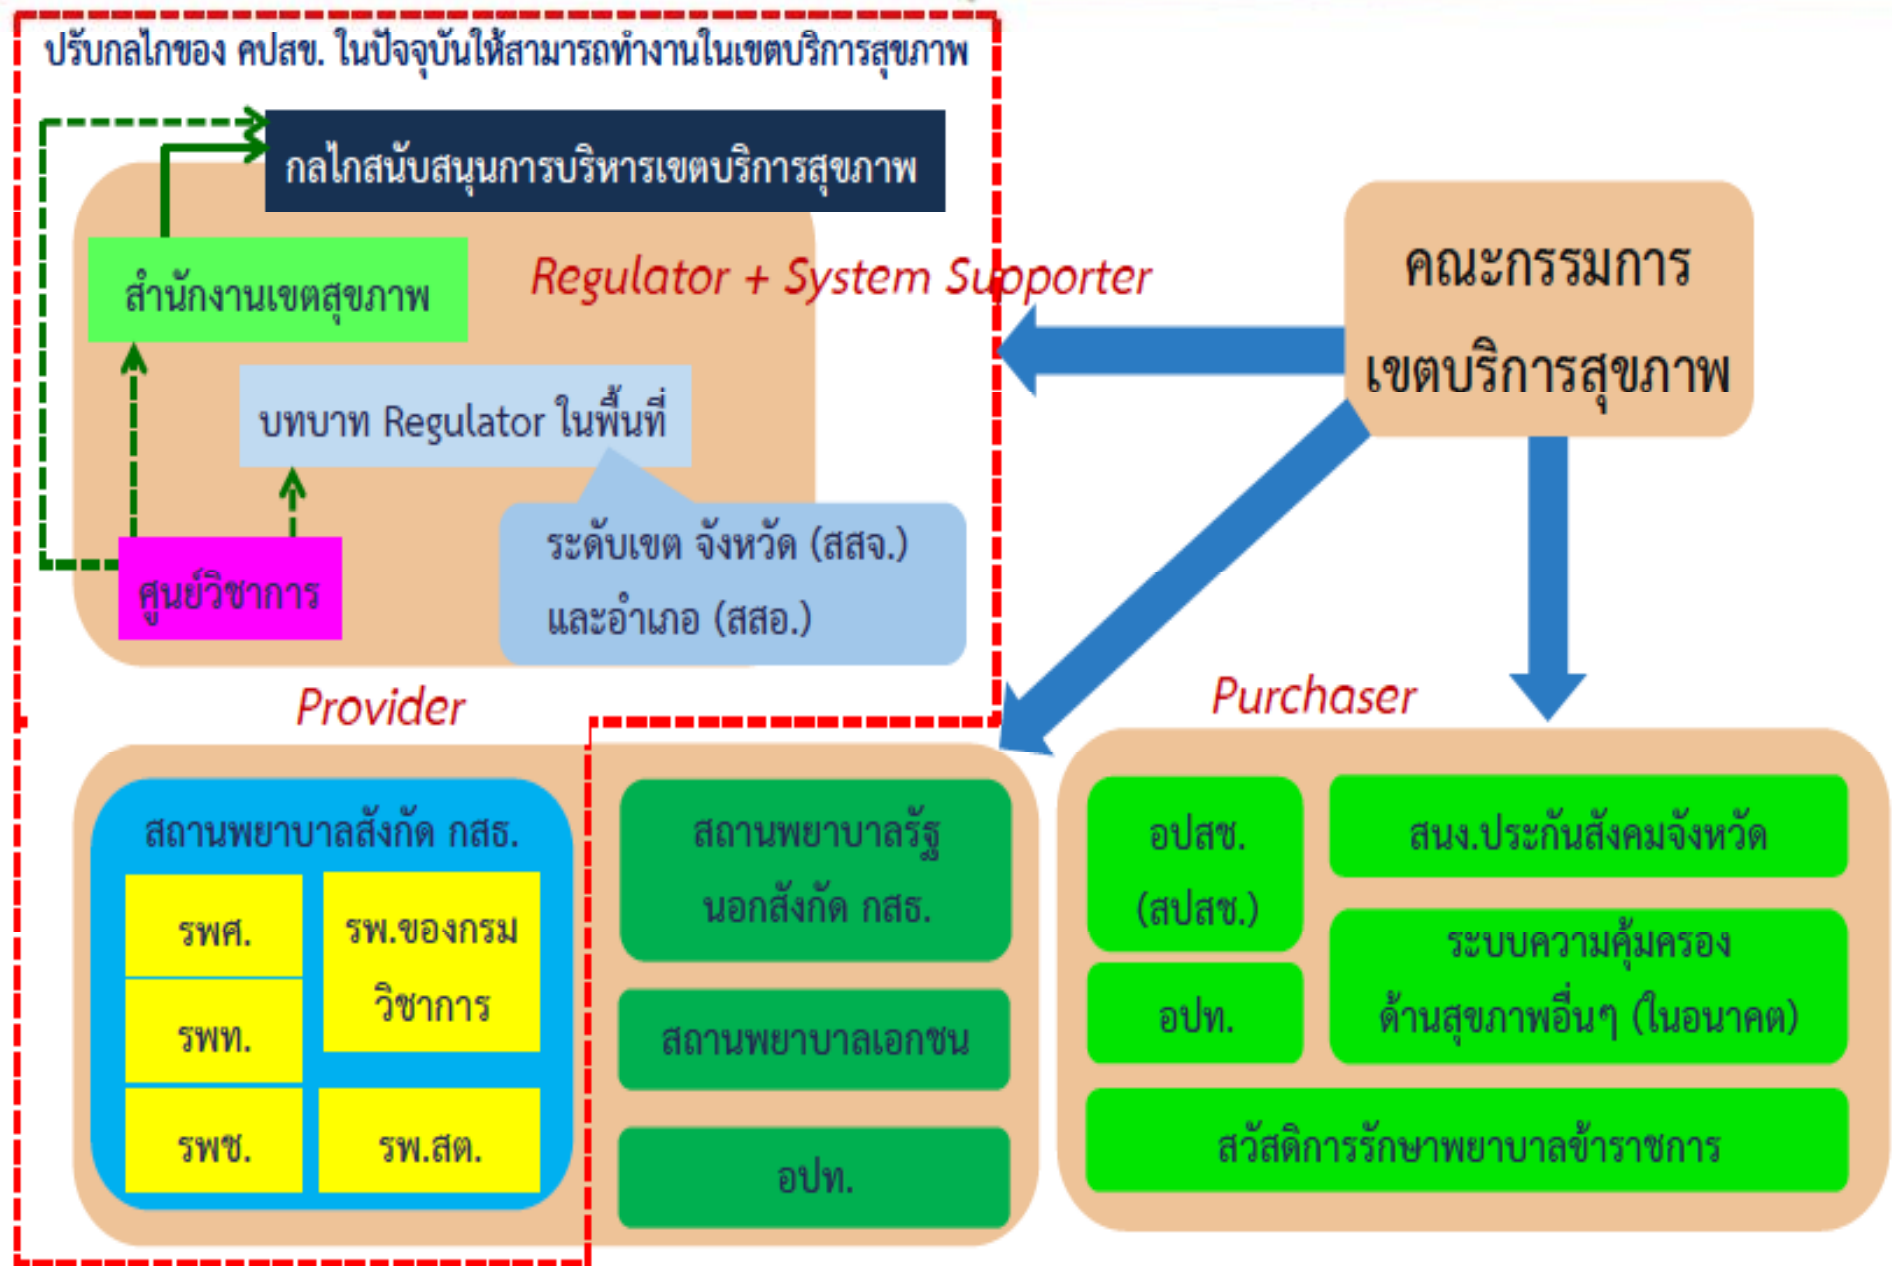 ปรับกลไกของ คปสข. ในปัจจุบันให้สามารถทำงานในเขตบริการสุขภาพ
กลไกสนับสนุนการบริหารเขตบริการสุขภาพ
สำนักงานเขตสุขภาพ
Regulator + System Supporter
บทบาท Regulator ในพื้นที่
ระดับเขต จังหวัด (สสจ.)
และอำเภอ (สสอ.)
ศูนย์วิชาการ
คณะกรรมการ
เขตบริการสุขภาพ
Provider
สถานพยาบาลสังกัด กสธ.
รพศ.
รพท.
รพช.
รพ.ของกรม
วิชาการ
รพ.สต.
สถานพยาบาลรัฐ
นอกสังกัด กสธ.
สถานพยาบาลเอกชน
อปท.
Purchaser
อปสช.
(สปสช.)
อปท.
สนง.ประกันสังคมจังหวัด
ระบบความคุ้มครอง
ด้านสุขภาพอื่นๆ (ในอนาคต)
สวัสดิการรักษาพยาบาลข้าราชการ